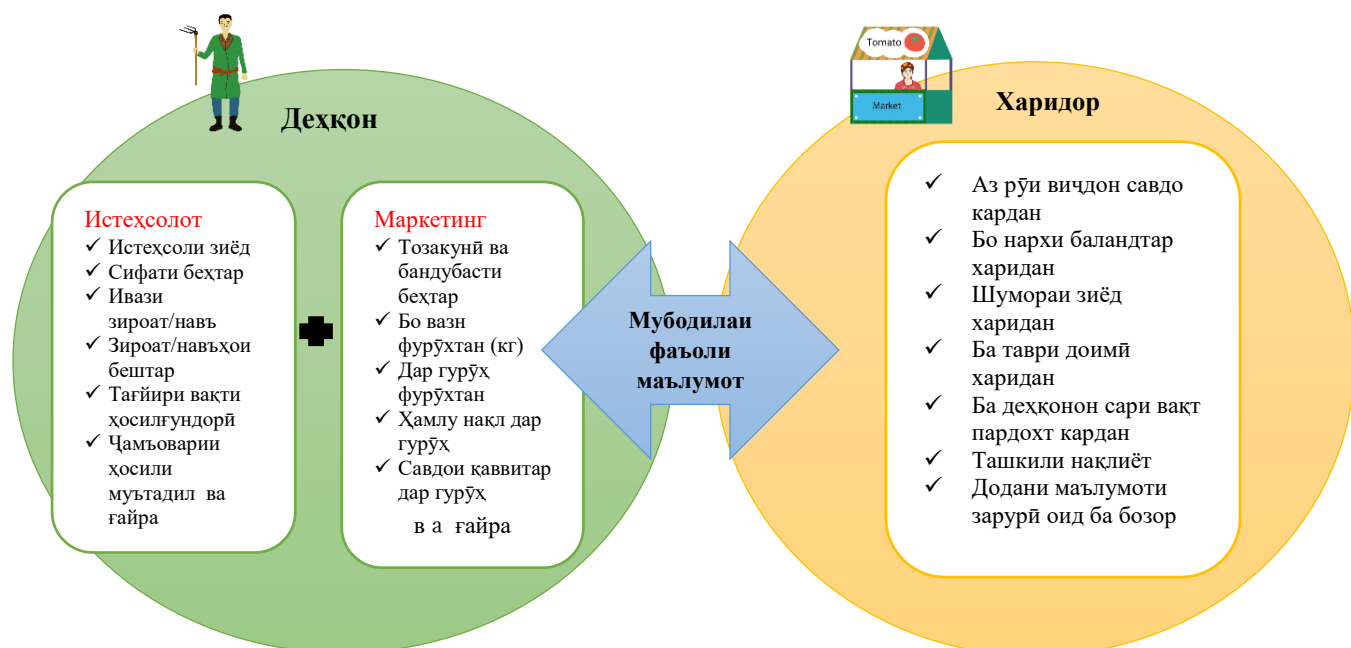 Tomato
Market
Деҳқон
Истеҳсолот
✓ Истеҳсоли зиёд
✓ Сифати беҳтар
✓ Ивази
зироат/навъ
✓ Зироат/навъҳои
бештар
✓ Тағйири вақти
ҳосилғундорӣ
✓ Ҷамъоварии
ҳосили
муътадил ва
ғайра
Маркетинг
✓ Тозакунӣ ва
бандубасти
беҳтар
✓ Бо вазн
фурӯхтан (кг)
✓ Дар гурӯҳ
фурӯхтан
✓ Ҳамлу нақл дар
гурӯҳ
✓ Савдои қаввитар
дар гурӯҳ
в а ғайра
Мубодилаи
фаъоли
маълумот
Харидор
✓ Аз рӯи виҷдон савдо
кардан
✓ Бо нархи баландтар
харидан
✓ Шумораи зиёд
харидан
✓ Ба таври доимӣ
харидан
✓ Ба деҳқонон сари вақт
пардохт кардан
✓ Ташкили нақлиёт
✓ Додани маълумоти
зарурӣ оид ба бозор